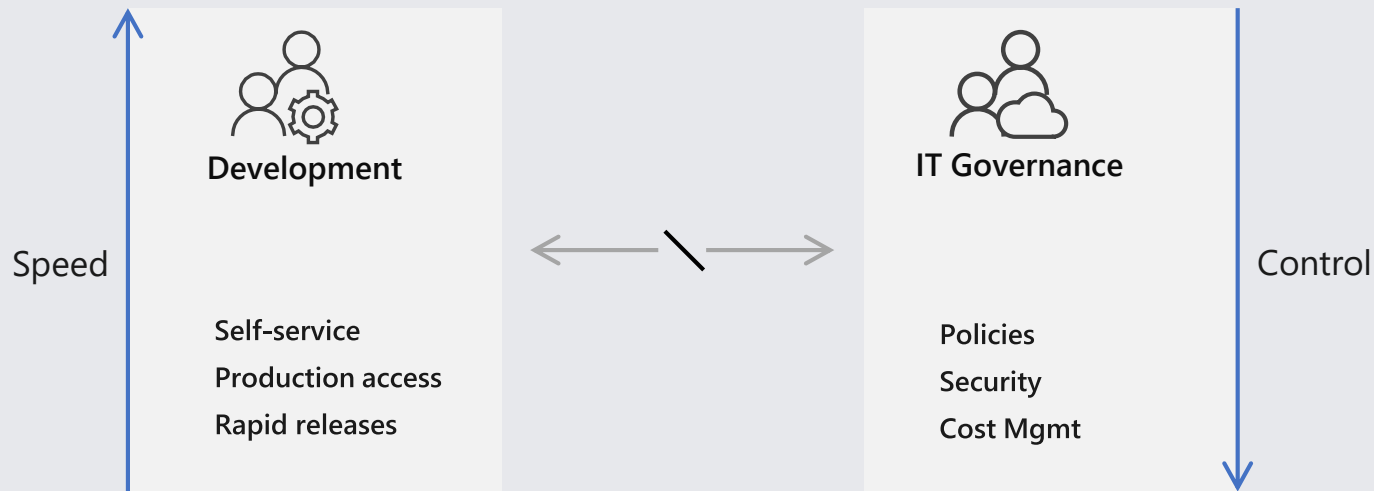 Development
IT Governance
Speed
Control
Self-service
Production access
Rapid releases
Policies
Security
Cost Mgmt